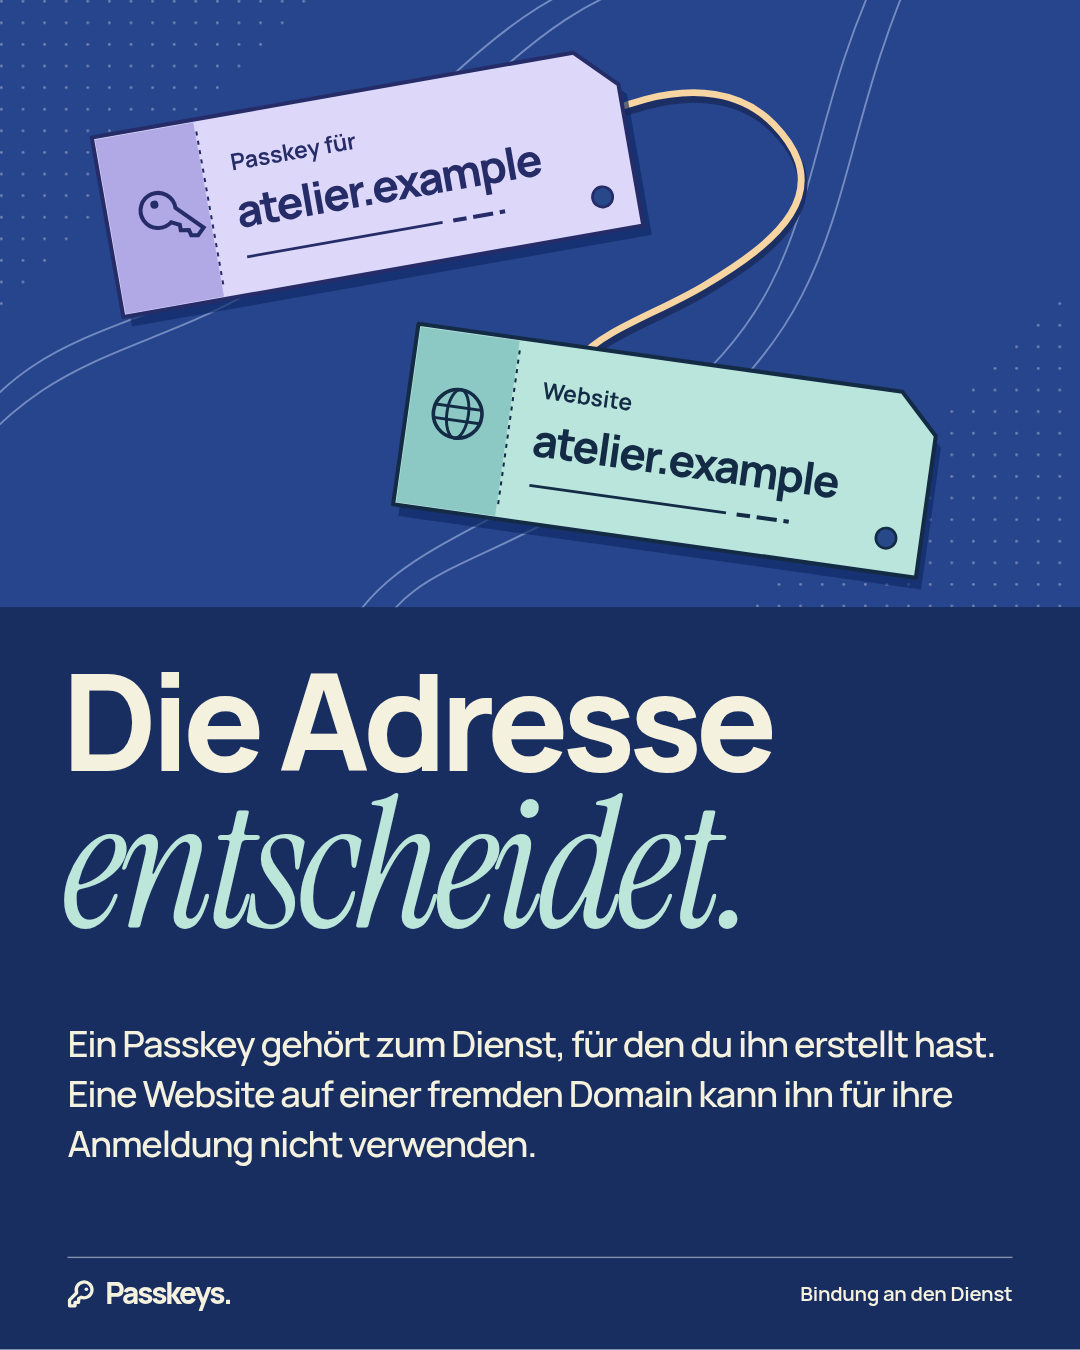 Passkey für
atelier.example
Website
atelier.example
Die Adresse
entscheidet.
Ein Passkey gehört zum Dienst, für den du ihn erstellt hast.
Eine Website auf einer fremden Domain kann ihn für ihre
Anmeldung nicht verwenden.
Passkeys.
Bindung an den Dienst